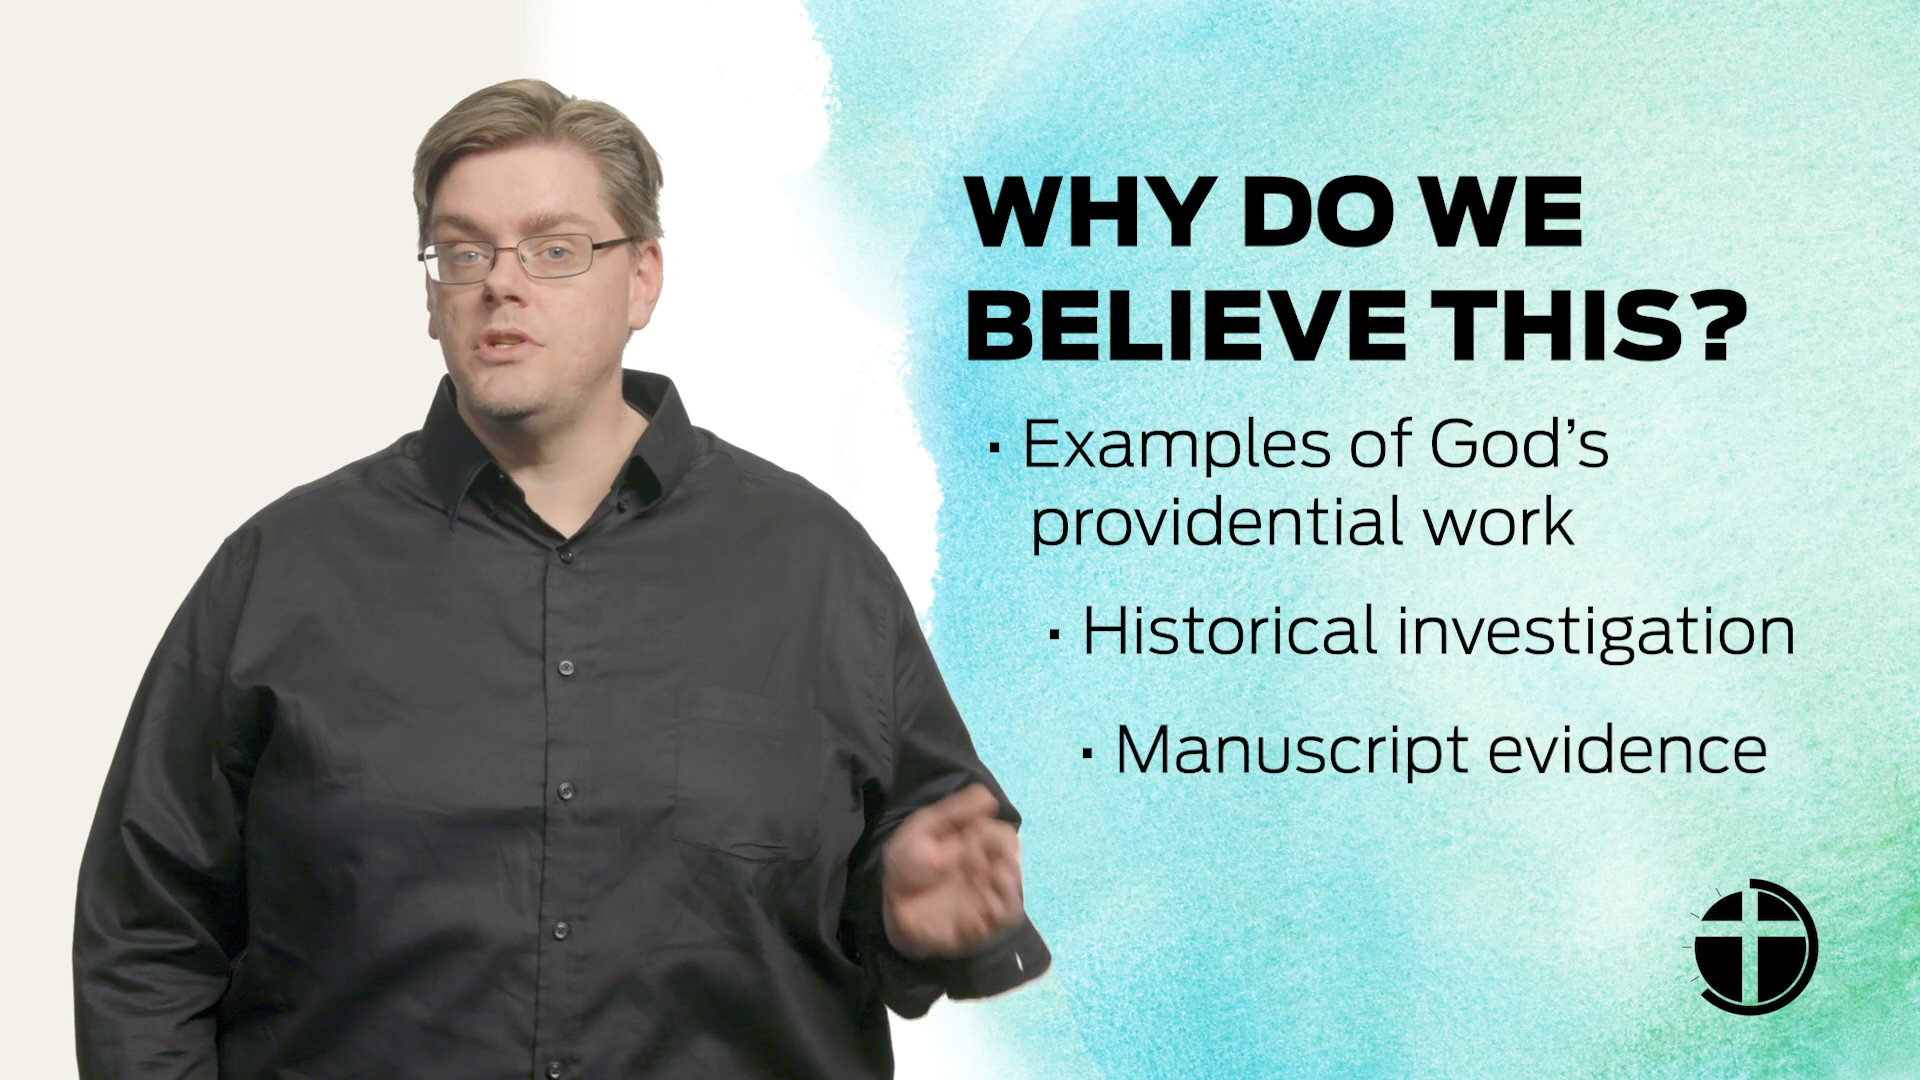 WHY DO WE
BELIEVE THIS?
· Examples of God’s
providential work
· Historical investigation
· Manuscript evidence